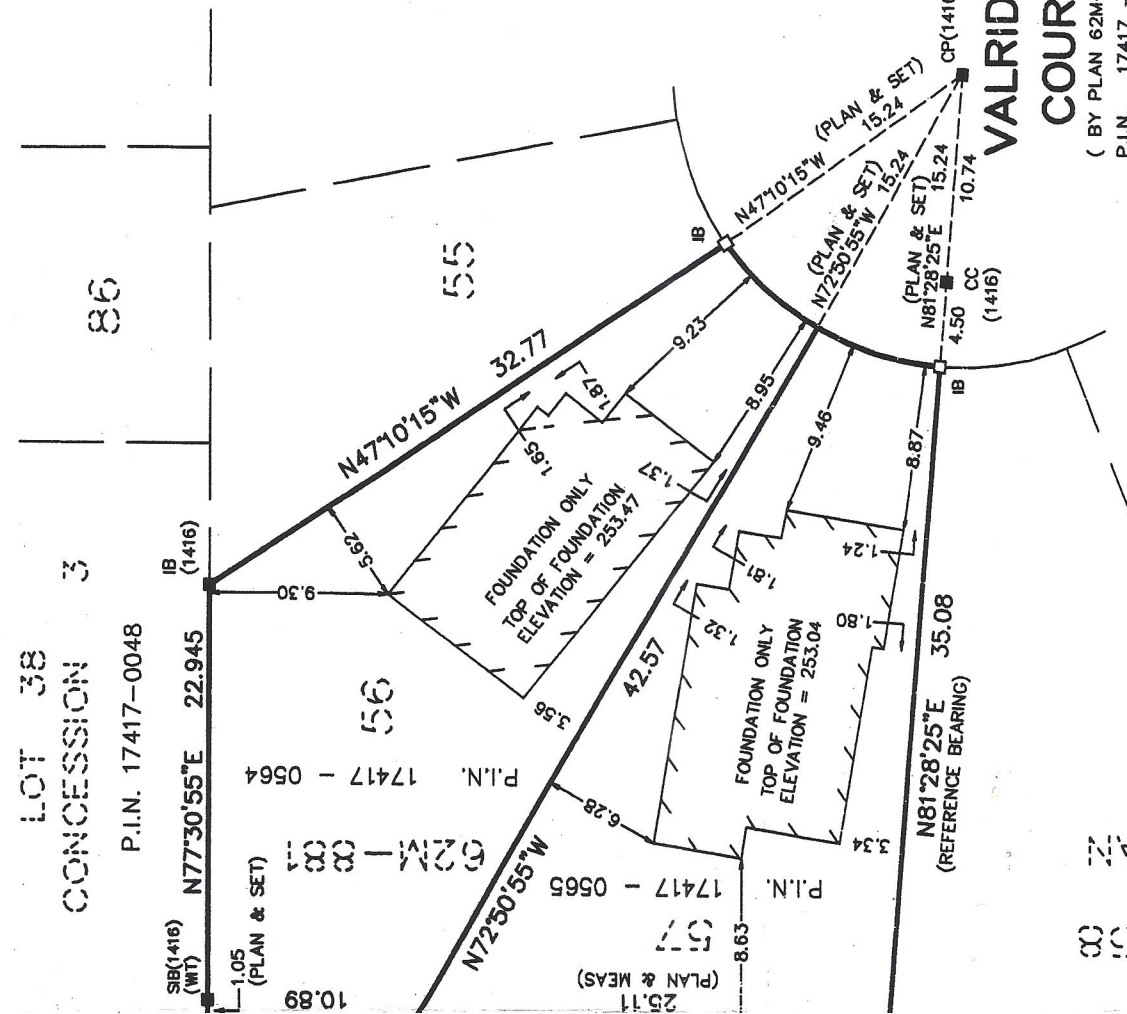 86
LOT 38
CONCESSION 3
P.I.N. 17417-0048
IB
(1416)
N77°30'55"E 22.945
SIB(1416)
(WIT)
1.05
(PLAN & SET)
10.89
55
N47°10'15"W 32.77
IB
N47°10'15"W
(PLAN & SET)
15.24
CP(1416
VALRID
COUR
( BY PLAN 62M-
P.I.N. 17417 -
N72°50'55"W
(PLAN & SET)
15.24
(PLAN & SET)
N81°28'25"E
15.24
10.74
4.50
CC
(1416)
IB
9.30
5.62
1.65
1.87
9.23
8.95
1.37
FOUNDATION ONLY
TOP OF FOUNDATION
ELEVATION = 253.47
3.56
56
P.I.N. 17417 - 0564
62M-881
N72°50'55"W
42.57
9.46
8.87
1.24
1.81
1.32
1.80
FOUNDATION ONLY
TOP OF FOUNDATION
ELEVATION = 253.04
6.28
3.34
P.I.N. 17417 - 0565
57
8.63
25.11
(PLAN & MEAS)
N81°28'25"E 35.08
(REFERENCE BEARING)